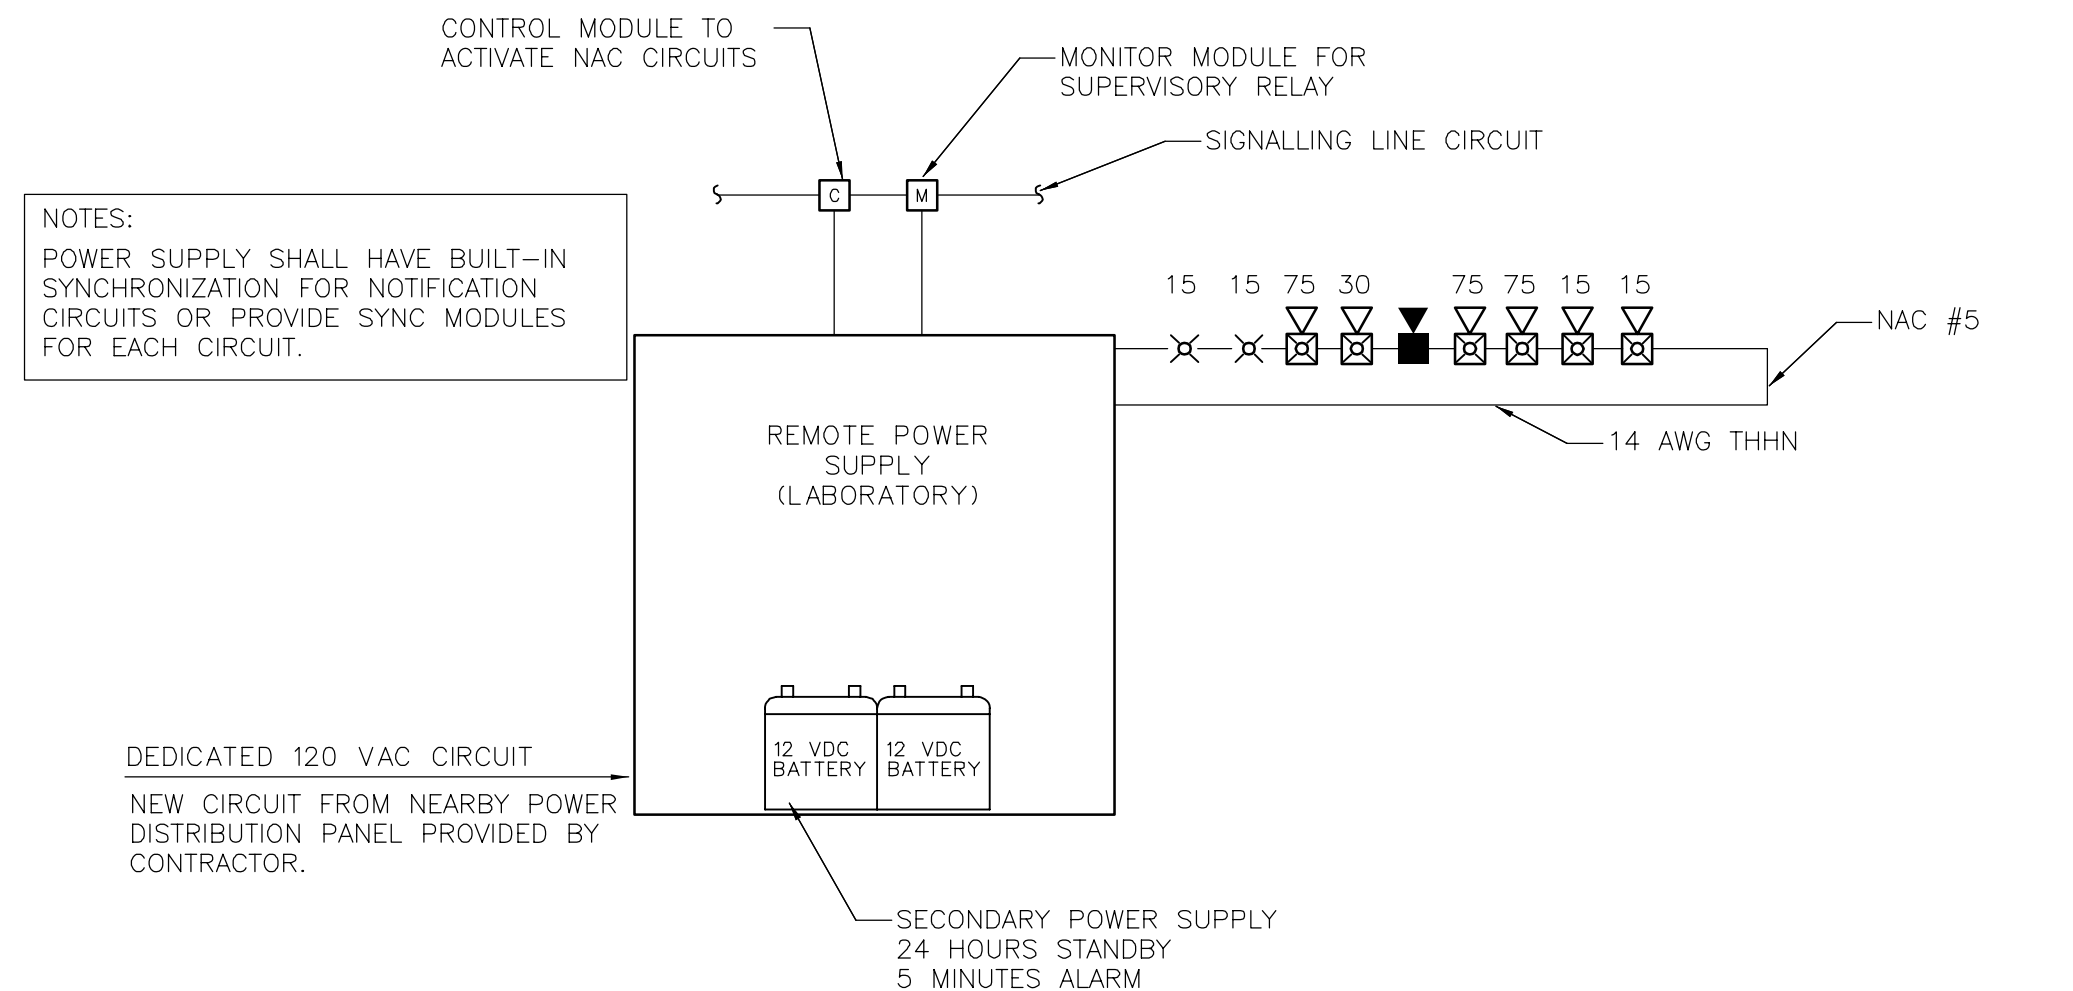 CONTROL MODULE TO
ACTIVATE NAC CIRCUITS
MONITOR MODULE FOR
SUPERVISORY RELAY
SIGNALLING LINE CIRCUIT
C
M
NOTES:
POWER SUPPLY SHALL HAVE BUILT-IN
SYNCHRONIZATION FOR NOTIFICATION
CIRCUITS OR PROVIDE SYNC MODULES
FOR EACH CIRCUIT.
15 15 75 30 75 75 15 15
NAC #5
14 AWG THHN
REMOTE POWER
SUPPLY
(LABORATORY)
12 VDC
BATTERY
12 VDC
BATTERY
DEDICATED 120 VAC CIRCUIT
NEW CIRCUIT FROM NEARBY POWER
DISTRIBUTION PANEL PROVIDED BY
CONTRACTOR.
SECONDARY POWER SUPPLY
24 HOURS STANDBY
5 MINUTES ALARM